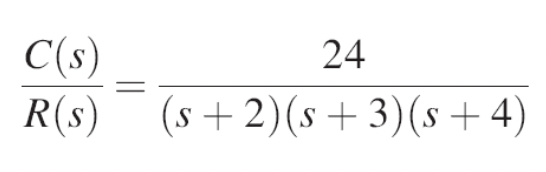 C(s)/R(s) = 24/((s + 2)(s + 3)(s + 4))